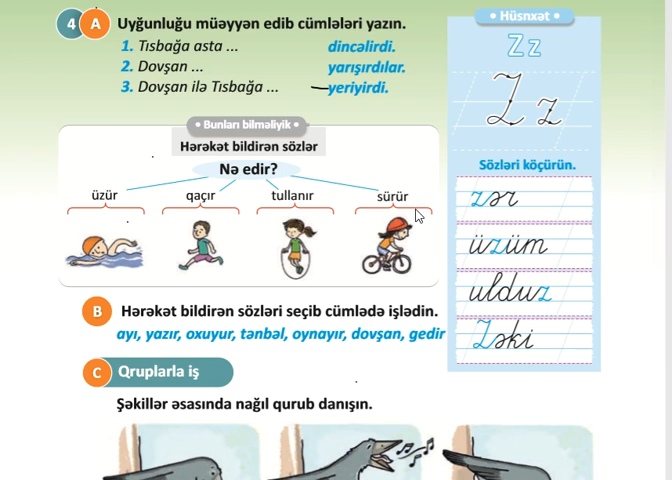 4 A Uyğunluğu müəyyən edib cümlələri yazın.
1. Tısbağa asta ... dincəlirdi.
2. Dovşan ... yarışırdılar.
3. Dovşan ilə Tısbağa ... yeriyirdi.
• Bunları bilməliyik •
Hərəkət bildirən sözlər
Nə edir?
üzür qaçır tullanır sürür
B Hərəkət bildirən sözləri seçib cümlədə işlədin.
ayı, yazır, oxuyur, tənbəl, oynayır, dovşan, gedir
C Qruplarla iş
Şəkillər əsasında nağıl qurub danışın.
• Hüsnxət •
Z z
Z z
Sözləri köçürün.
zər
üzüm
ulduz
Zəki